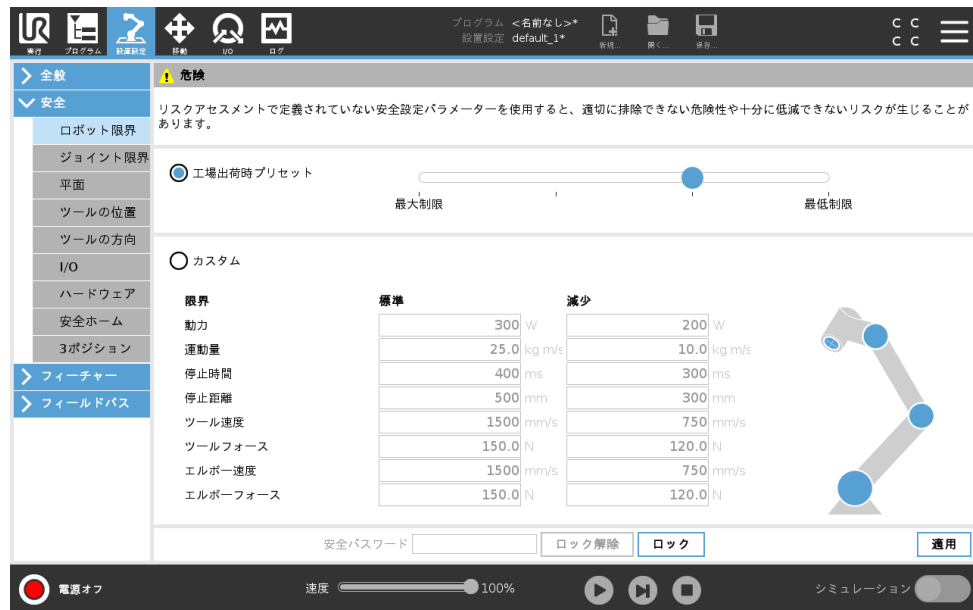 UR
実行 プログラム 設置設定 移動 I/O ログ
プログラム <名前なし>*
設置設定 default_1*
新規... 開く... 保存...
C C
C C
全般
安全
ロボット限界
ジョイント限界
平面
ツールの位置
ツールの方向
I/O
ハードウェア
安全ホーム
3ポジション
フィーチャー
フィールドバス
危険
リスクアセスメントで定義されていない安全設定パラメーターを使用すると、適切に排除できない危険性や十分に低減できないリスクが生じることが
あります。
工場出荷時プリセット
最大制限 最低制限
カスタム
限界 標準 減少
動力 300 W 200 W
運動量 25.0 kg m/s 10.0 kg m/s
停止時間 400 ms 300 ms
停止距離 500 mm 300 mm
ツール速度 1500 mm/s 750 mm/s
ツールフォース 150.0 N 120.0 N
エルボー速度 1500 mm/s 750 mm/s
エルボーフォース 150.0 N 120.0 N
安全パスワード ロック解除 ロック 適用
電源オフ 速度 100% シミュレーション